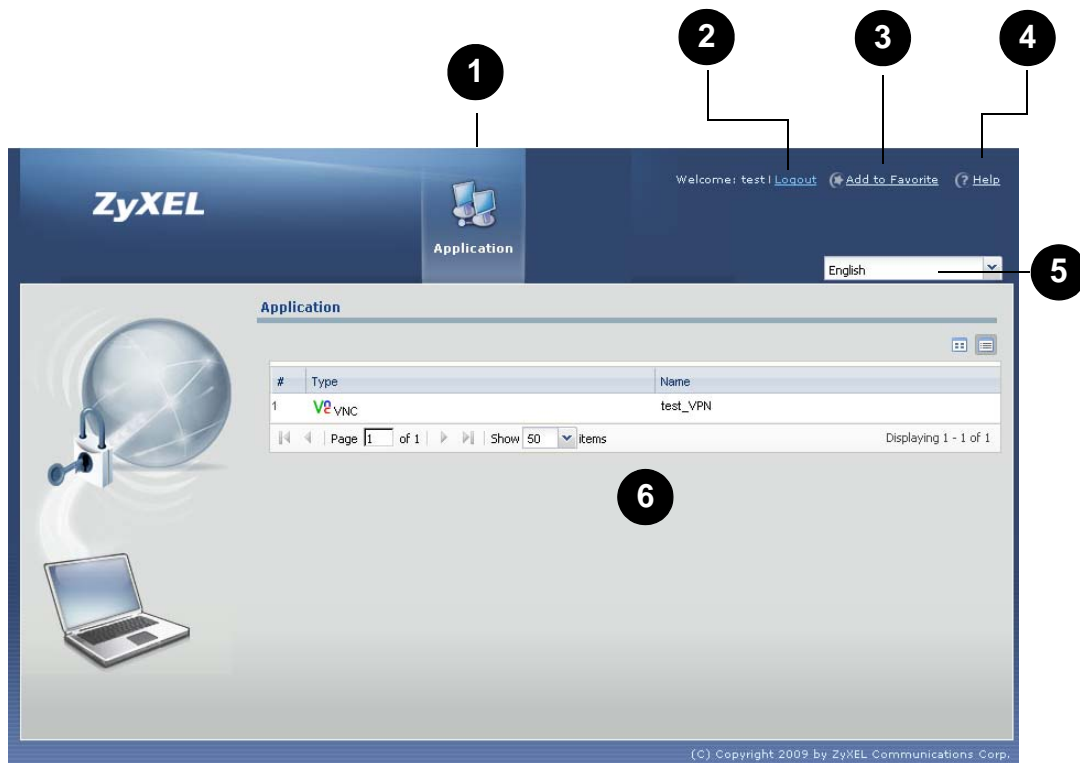 1
2
3
4
ZyXEL
Application
Welcome: test | Logout Add to Favorite ? Help
English
5
Application
# Type Name
1 V2 VNC test_VPN
Page 1 of 1 Show 50 items Displaying 1 - 1 of 1
6
(C) Copyright 2009 by ZyXEL Communications Corp.